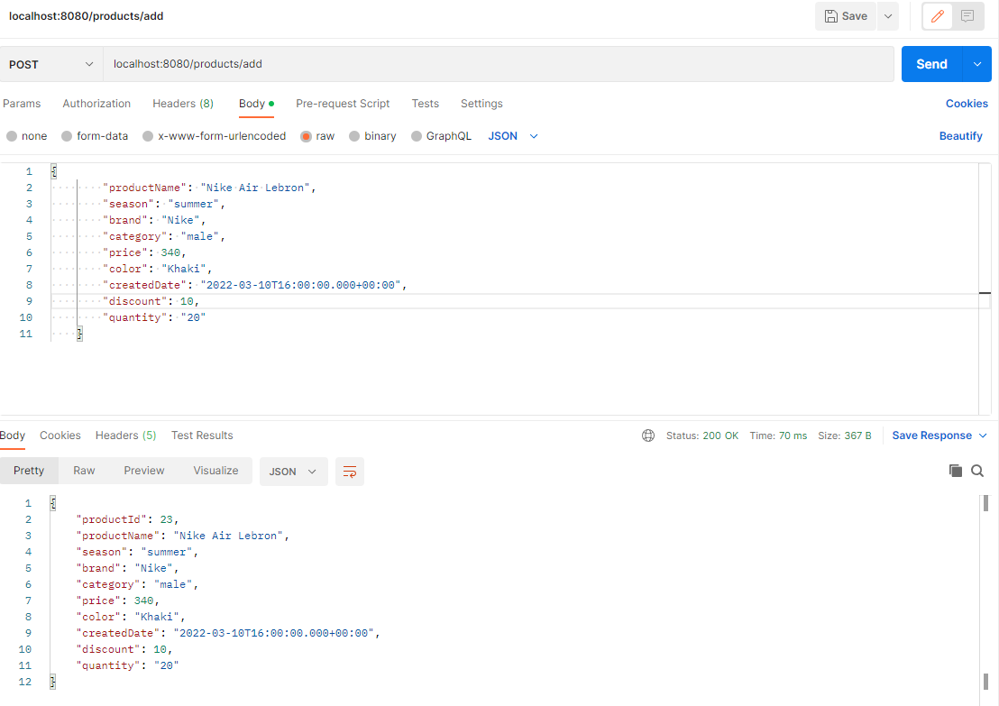 localhost:8080/products/add
Save
POST
localhost:8080/products/add
Send
Params Authorization Headers (8) Body Pre-request Script Tests Settings Cookies
none form-data x-www-form-urlencoded raw binary GraphQL JSON Beautify
1 {
2 "productName": "Nike Air Lebron",
3 "season": "summer",
4 "brand": "Nike",
5 "category": "male",
6 "price": 340,
7 "color": "Khaki",
8 "createdDate": "2022-03-10T16:00:00.000+00:00",
9 "discount": 10,
10 "quantity": "20"
11 }
Body Cookies Headers (5) Test Results Status: 200 OK Time: 70 ms Size: 367 B Save Response
Pretty Raw Preview Visualize JSON
1 {
2 "productId": 23,
3 "productName": "Nike Air Lebron",
4 "season": "summer",
5 "brand": "Nike",
6 "category": "male",
7 "price": 340,
8 "color": "Khaki",
9 "createdDate": "2022-03-10T16:00:00.000+00:00",
10 "discount": 10,
11 "quantity": "20"
12 }